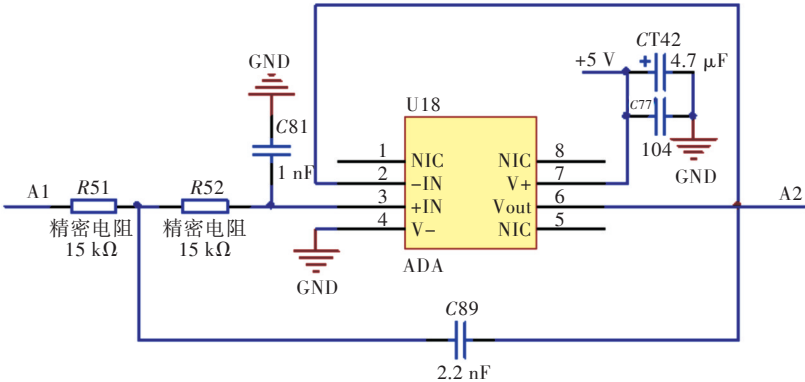 CT42
+5 V
4.7 μF
GND
C77
U18
C81
104
1
NIC
NIC
8
1 nF
GND
2
-IN
V+
7
A1
R51
R52
3
+IN
Vout
6
A2
精密电阻
精密电阻
4
V-
NIC
5
15 kΩ
15 kΩ
GND
ADA
C89
2.2 nF